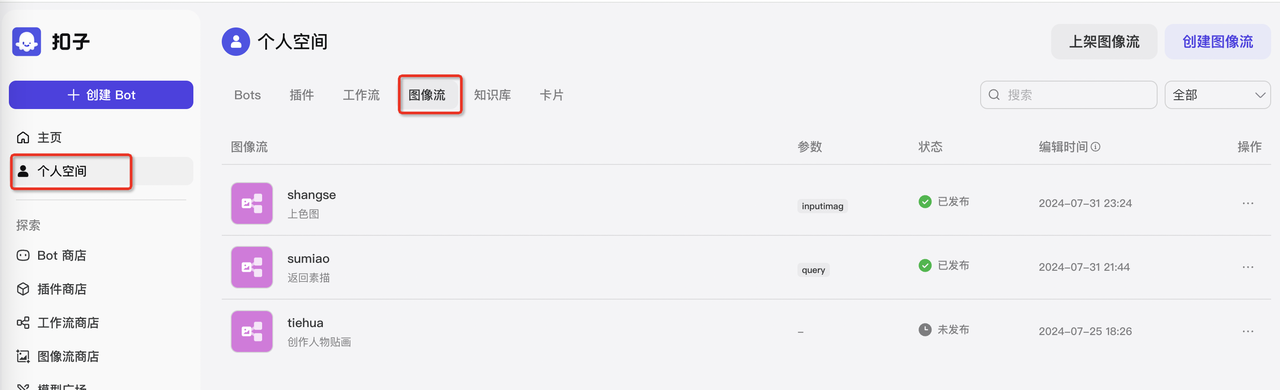 扣子
创建 Bot
主页
个人空间
探索
Bot 商店
插件商店
工作流商店
图像流商店
模型广场
个人空间
上架图像流
创建图像流
Bots 插件 工作流 图像流 知识库 卡片
搜索
全部
图像流 参数 状态 编辑时间 操作
shangse
上色图
inputimag
已发布
2024-07-31 23:24
sumiao
返回素描
query
已发布
2024-07-31 21:44
tiehua
创作人物贴画
–
未发布
2024-07-25 18:26